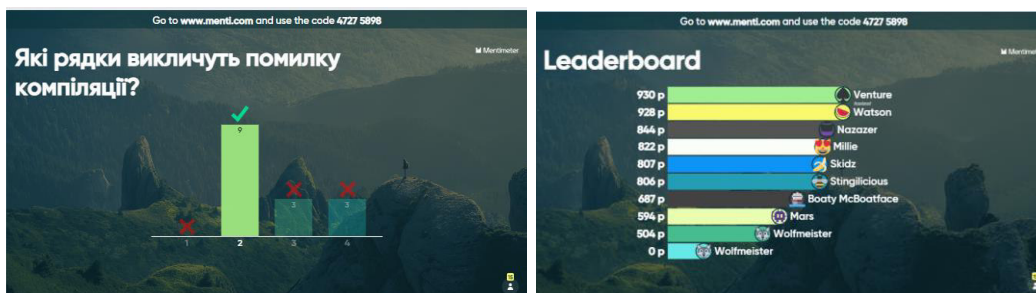 Go to www.menti.com and use the code 4727 5898
Які рядки викличуть помилку
компіляції?
Mentimeter
9
3
3
1
2
3
4
15
Go to www.menti.com and use the code 4727 5898
Leaderboard
Mentimeter
930 p Venture
928 p Watson
844 p Nazazer
822 p Millie
807 p Skidz
806 p Stingilicious
687 p Boaty McBoatface
594 p Mars
504 p Wolfmeister
0 p Wolfmeister